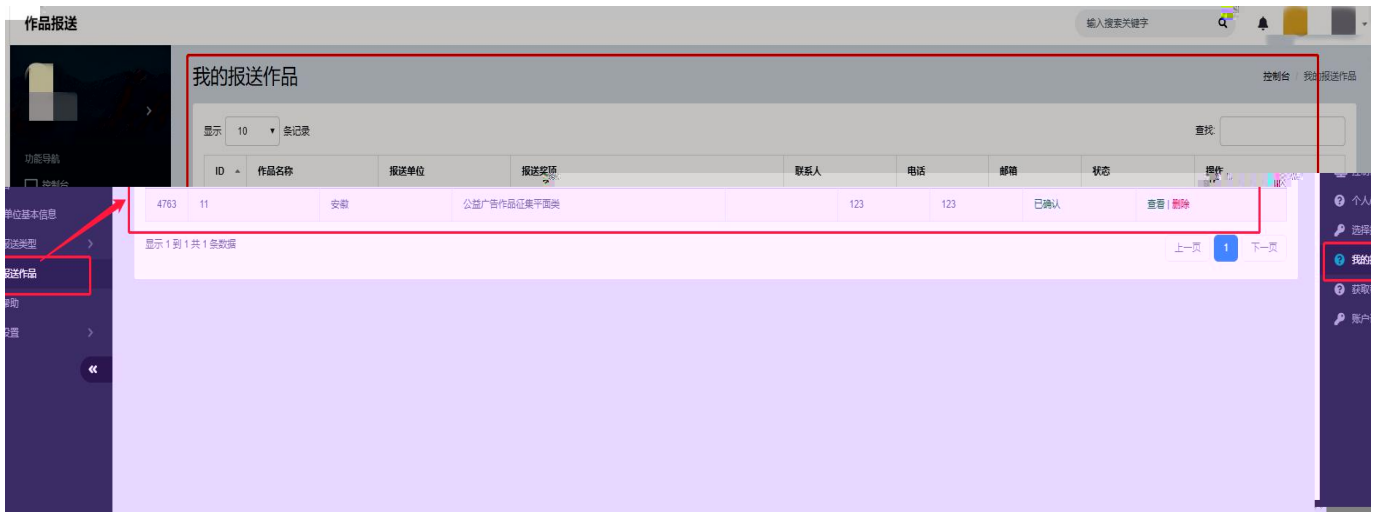 作品报送
输入搜索关键字
我的报送作品
控制台 / 我的报送作品
显示 10 条记录
查找:
功能导航
ID 作品名称 报送单位 报送奖项 联系人 电话 邮箱 状态 操作
控制台
单位基本信息
4763 11 安徽 公益广告作品征集平面类 123 123 已确认 查看 | 删除
个人
报送类型
显示 1 到 1 共 1 条数据
上一页 1 下一页
选择
报送作品
我的
帮助
获取
设置
账户